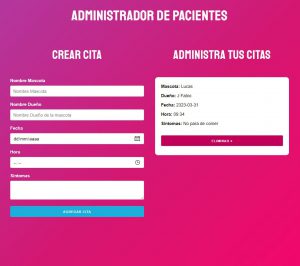 ADMINISTRADOR DE PACIENTES
CREAR CITA
Nombre Mascota
Nombre Mascota
Nombre Dueño
Nombre Dueño de la mascota
Fecha
dd/mm/aaaa
Hora
--:--
Síntomas
AGREGAR CITA
ADMINISTRA TUS CITAS
Mascota: Lucas
Dueño: J Pablo
Fecha: 2023-03-31
Hora: 09:34
Síntomas: No para de comer
ELIMINAR ×